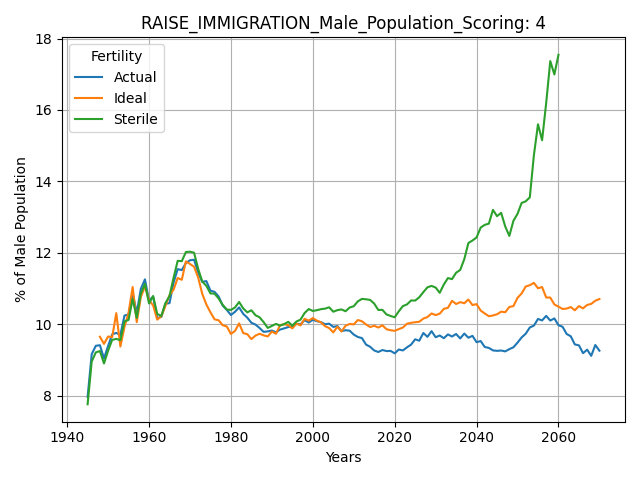 RAISE_IMMIGRATION_Male_Population_Scoring: 4
18
16
14
12
10
8
% of Male Population
Fertility
Actual
Ideal
Sterile
1940 1960 1980 2000 2020 2040 2060
Years